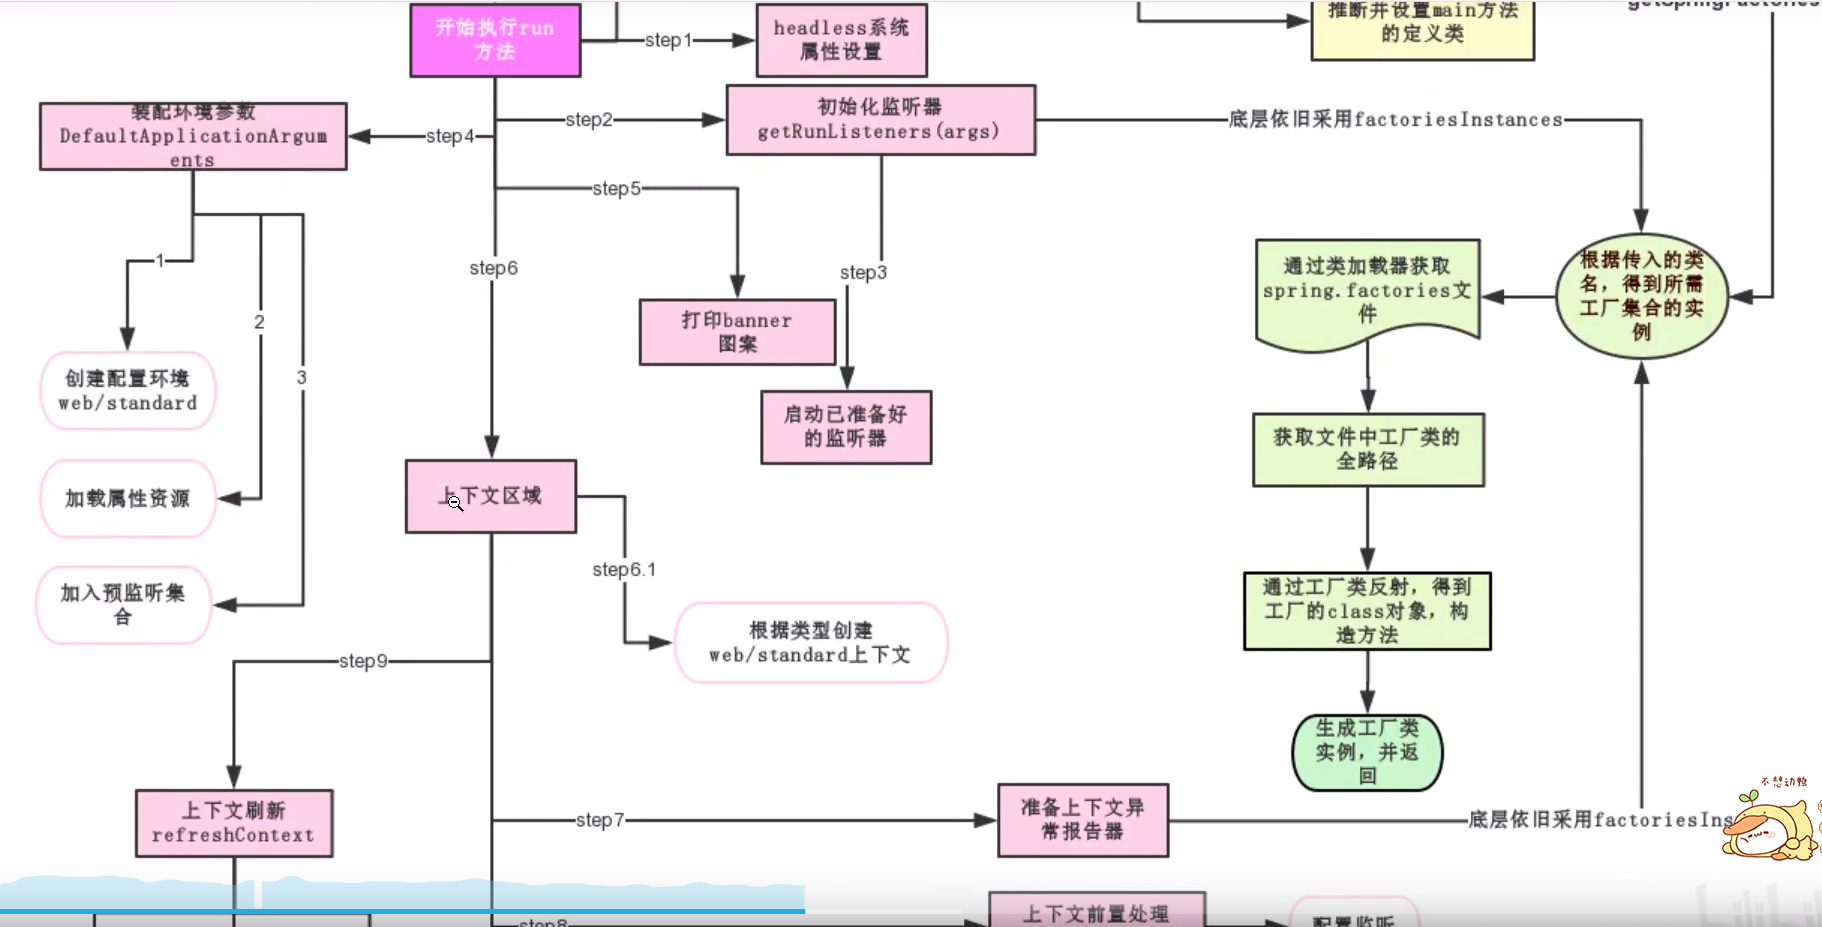 getSpringFactories
开始执行run
方法
step1
headless系统
属性设置
推断并设置main方法
的定义类
装配环境参数
DefaultApplicationArgum
ents
step4
step2
初始化监听器
getRunListeners(args)
底层依旧采用factoriesInstances
step5
1
2
3
step6
step3
打印banner
图案
启动已准备好
的监听器
通过类加载器获取
spring.factories文
件
根据传入的类
名，得到所需
工厂集合的实
例
创建配置环境
web/standard
加载属性资源
加入预监听集
合
上下文区域
step6.1
根据类型创建
web/standard上下文
获取文件中工厂类的
全路径
通过工厂类反射，得到
工厂的class对象，构
造方法
生成工厂类
实例，并返
回
step9
上下文刷新
refreshContext
step7
准备上下文异
常报告器
底层依旧采用factoriesIns
不想动鸭
step8
上下文前置处理
配置监听